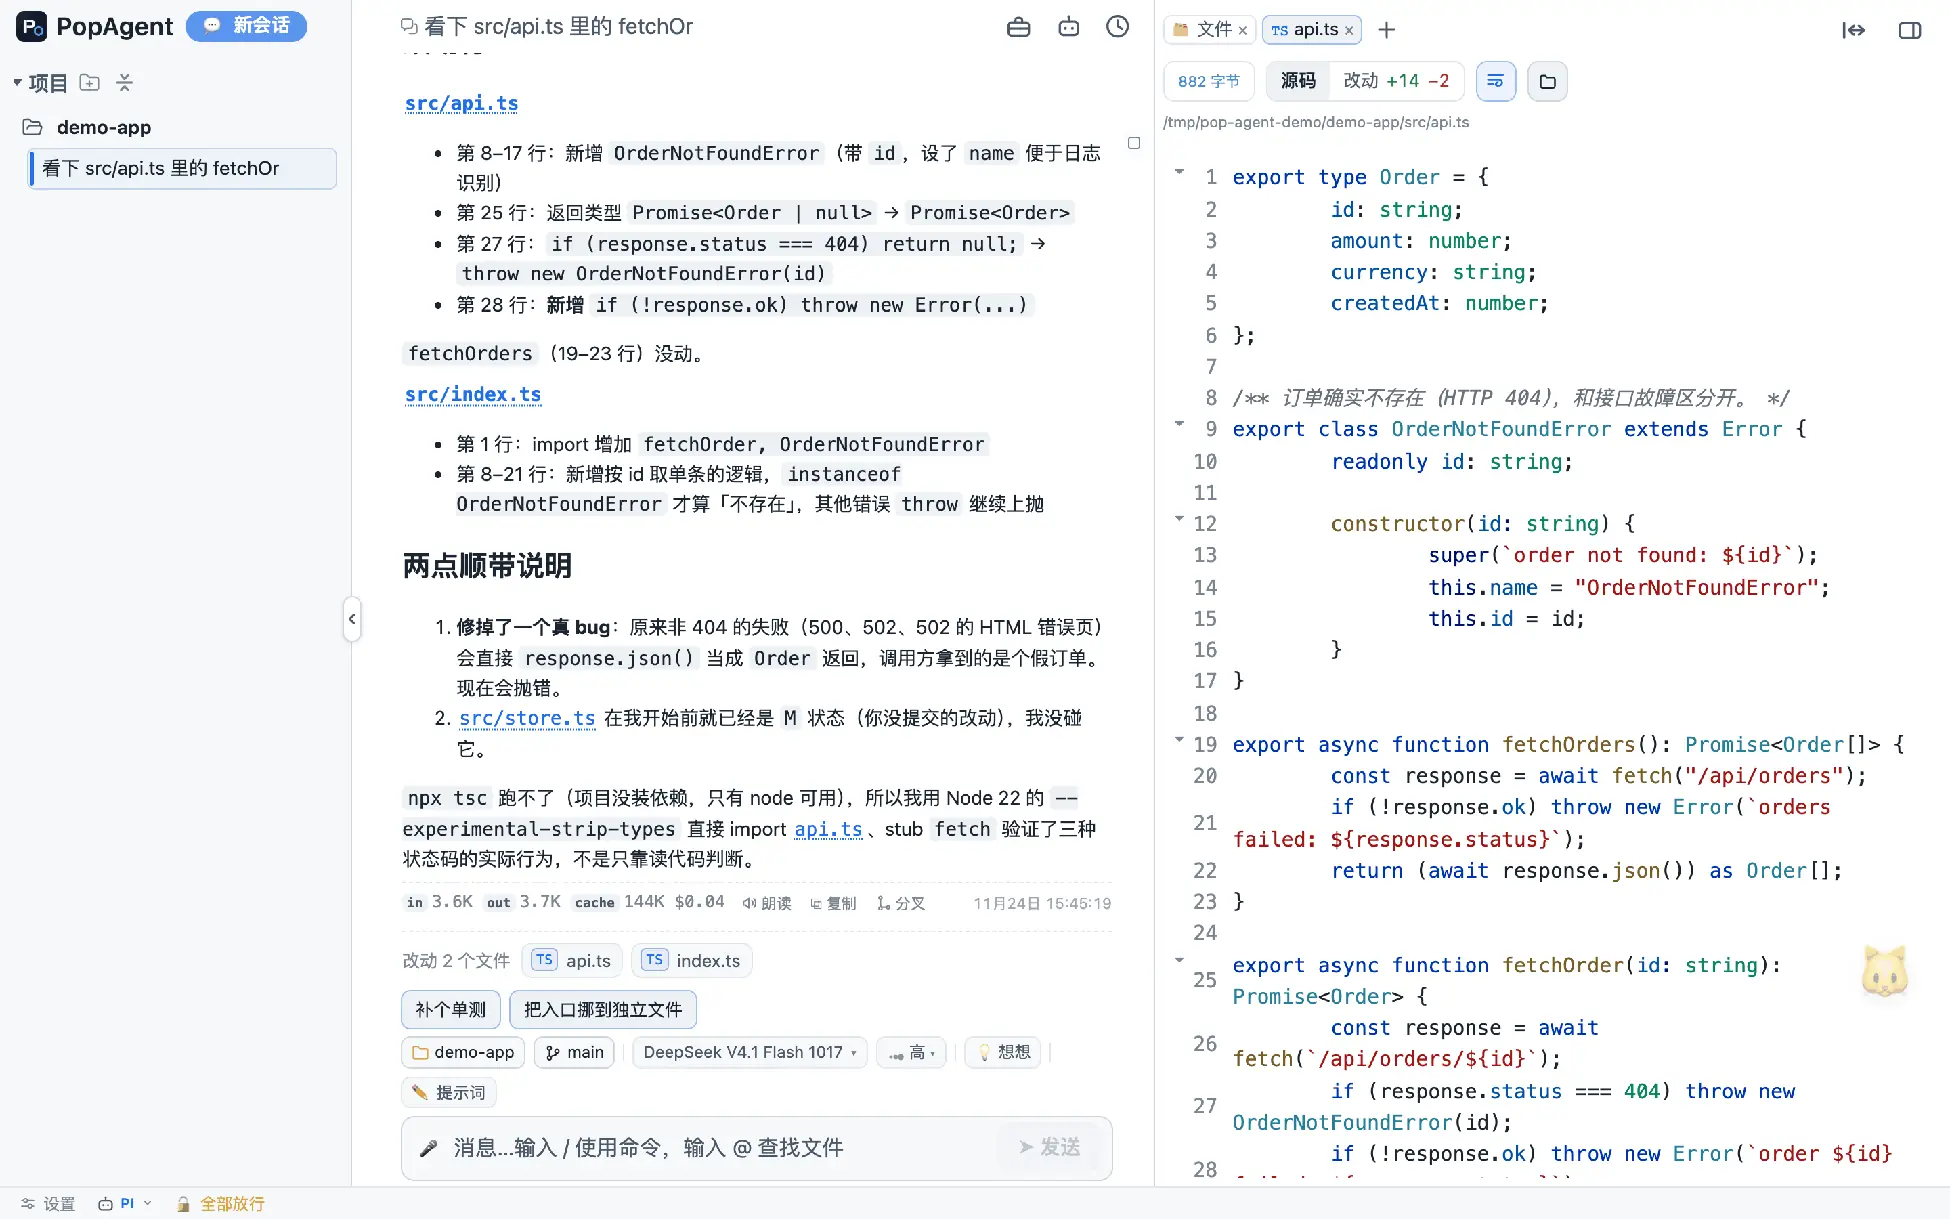 PopAgent
新会话
项目
demo-app
看下 src/api.ts 里的 fetchOr
看下 src/api.ts 里的 fetchOr
src/api.ts
第 8–17 行：新增 OrderNotFoundError（带 id，设了 name 便于日志
识别）
第 25 行：返回类型 Promise<Order | null> → Promise<Order>
第 27 行：if (response.status === 404) return null; →
throw new OrderNotFoundError(id)
第 28 行：新增 if (!response.ok) throw new Error(...)
fetchOrders（19–23 行）没动。
src/index.ts
第 1 行：import 增加 fetchOrder, OrderNotFoundError
第 8–21 行：新增按 id 取单条的逻辑，instanceof
OrderNotFoundError 才算「不存在」，其他错误 throw 继续上抛
两点顺带说明
1. 修掉了一个真 bug：原来非 404 的失败（500、502、502 的 HTML 错误页）
会直接 response.json() 当成 Order 返回，调用方拿到的是个假订单。
现在会抛错。
2. src/store.ts 在我开始前就已经是 M 状态（你没提交的改动），我没碰
它。
npx tsc 跑不了（项目没装依赖，只有 node 可用），所以我用 Node 22 的 --
experimental-strip-types 直接 import api.ts、stub fetch 验证了三种
状态码的实际行为，不是只靠读代码判断。
in 3.6K out 3.7K cache 144K $0.04 朗读 复制 分叉 11月24日 15:45:19
改动 2 个文件 TS api.ts TS index.ts
补个单测 把入口挪到独立文件
demo-app main DeepSeek V4.1 Flash 1017 高 想想
提示词
消息...输入 / 使用命令，输入 @ 查找文件 发送
设置 PI 全部放行
文件 × TS api.ts × +
882 字节 源码 改动 +14 −2
/tmp/pop-agent-demo/demo-app/src/api.ts
1 export type Order = {
2 id: string;
3 amount: number;
4 currency: string;
5 createdAt: number;
6 };
7
8 /** 订单确实不存在（HTTP 404），和接口故障区分开。 */
9 export class OrderNotFoundError extends Error {
10 readonly id: string;
11
12 constructor(id: string) {
13 super(`order not found: ${id}`);
14 this.name = "OrderNotFoundError";
15 this.id = id;
16 }
17 }
18
19 export async function fetchOrders(): Promise<Order[]> {
20 const response = await fetch("/api/orders");
21 if (!response.ok) throw new Error(`orders
failed: ${response.status}`);
22 return (await response.json()) as Order[];
23 }
24
25 export async function fetchOrder(id: string):
Promise<Order> {
26 const response = await
fetch(`/api/orders/${id}`);
27 if (response.status === 404) throw new
OrderNotFoundError(id);
28 if (!response.ok) throw new Error(`order ${id}